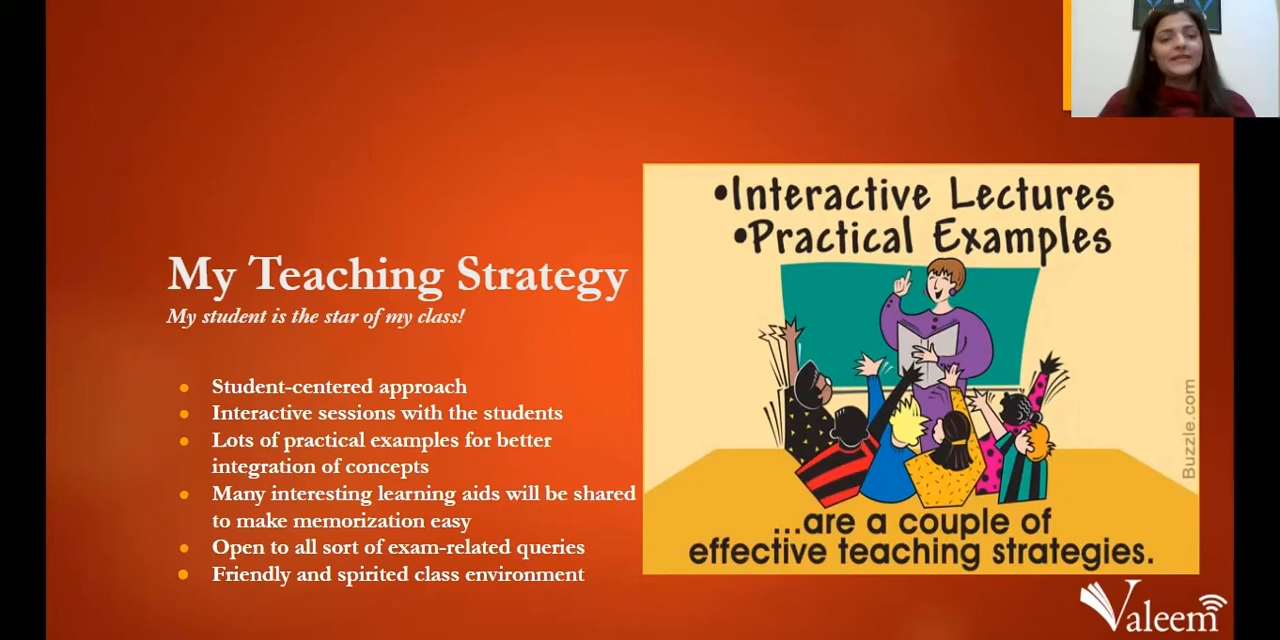 My Teaching Strategy
My student is the star of my class!
● Student-centered approach
● Interactive sessions with the students
● Lots of practical examples for better
integration of concepts
● Many interesting learning aids will be shared
to make memorization easy
● Open to all sort of exam-related queries
● Friendly and spirited class environment
•Interactive Lectures
•Practical Examples
...are a couple of
effective teaching strategies.
Buzzle.com
Valeem